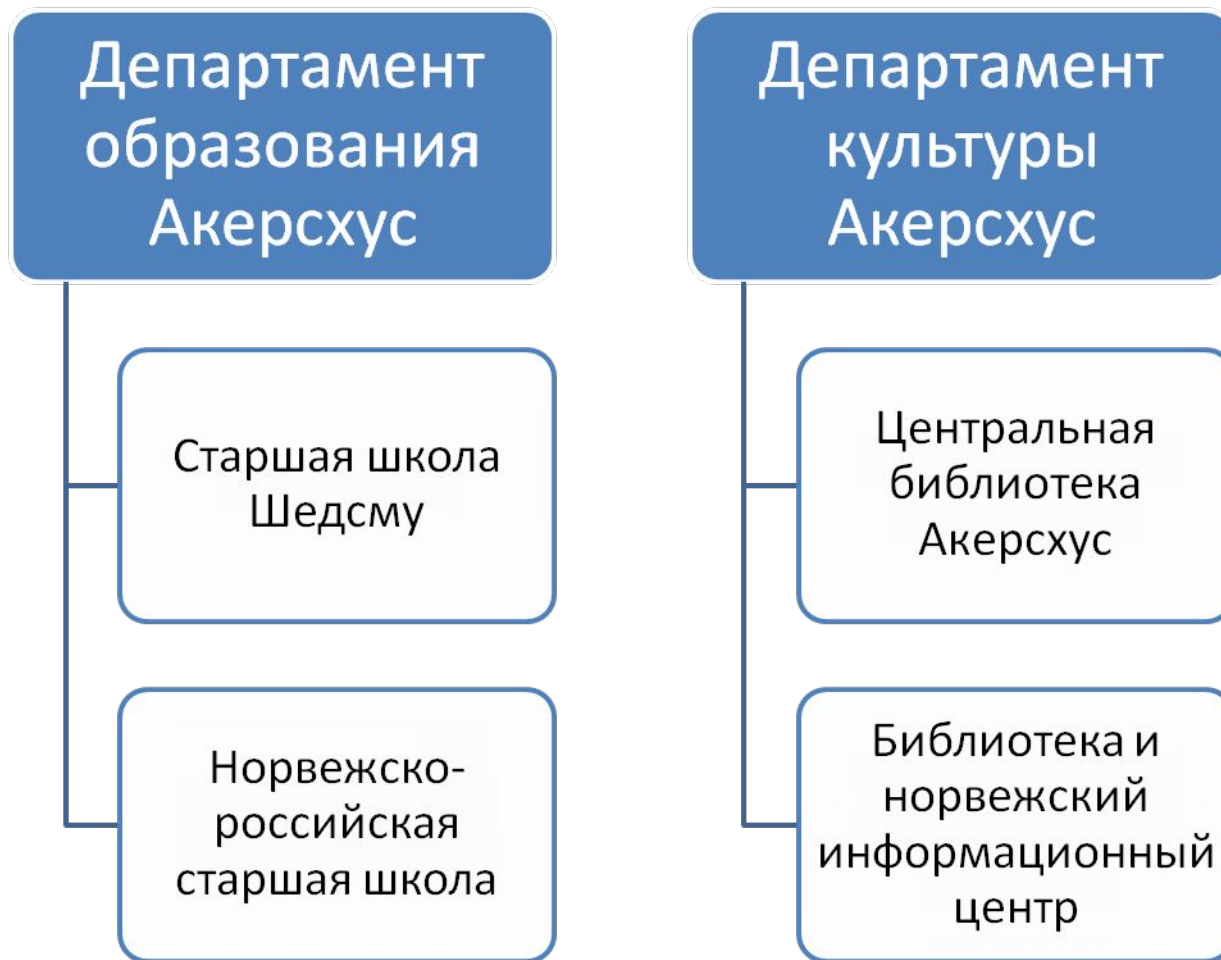 Департамент
образования
Акерсхус
Старшая школа
Шедсму
Норвежско-
российская
старшая школа
Департамент
культуры
Акерсхус
Центральная
библиотека
Акерсхус
Библиотека и
норвежский
информационный
центр